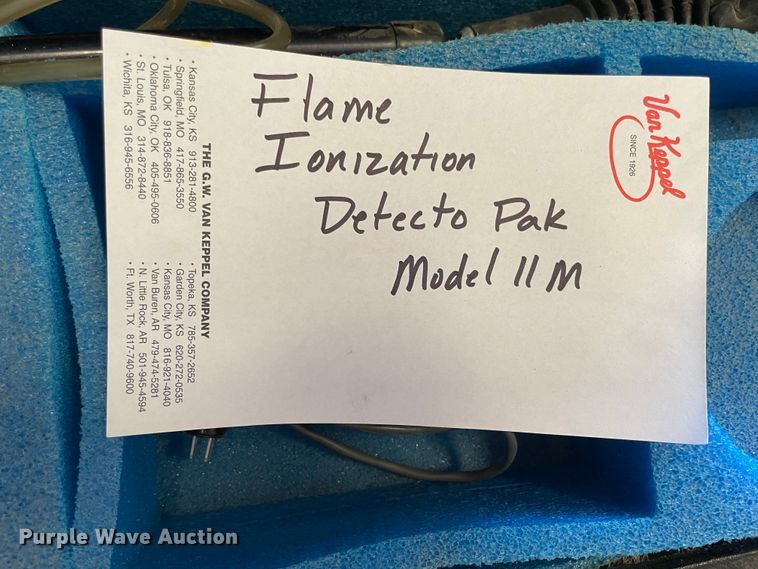 Flame
Ionization
Detecto Pak
Model 11 M
Van Keppel
SINCE 1926
THE G.W. VAN KEPPEL COMPANY
• Kansas City, KS 913-281-4800
• Springfield, MO 417-865-3550
• Tulsa, OK 918-836-8851
• Oklahoma City, OK 405-495-0606
• St. Louis, MO 314-872-8440
• Wichita, KS 316-945-6556
• Topeka, KS 785-357-2652
• Garden City, KS 620-272-0535
• Kansas City, MO 816-921-4040
• Van Buren, AR 479-474-5281
• N. Little Rock, AR 501-945-4594
• Ft. Worth, TX 817-740-9600
Purple Wave Auction